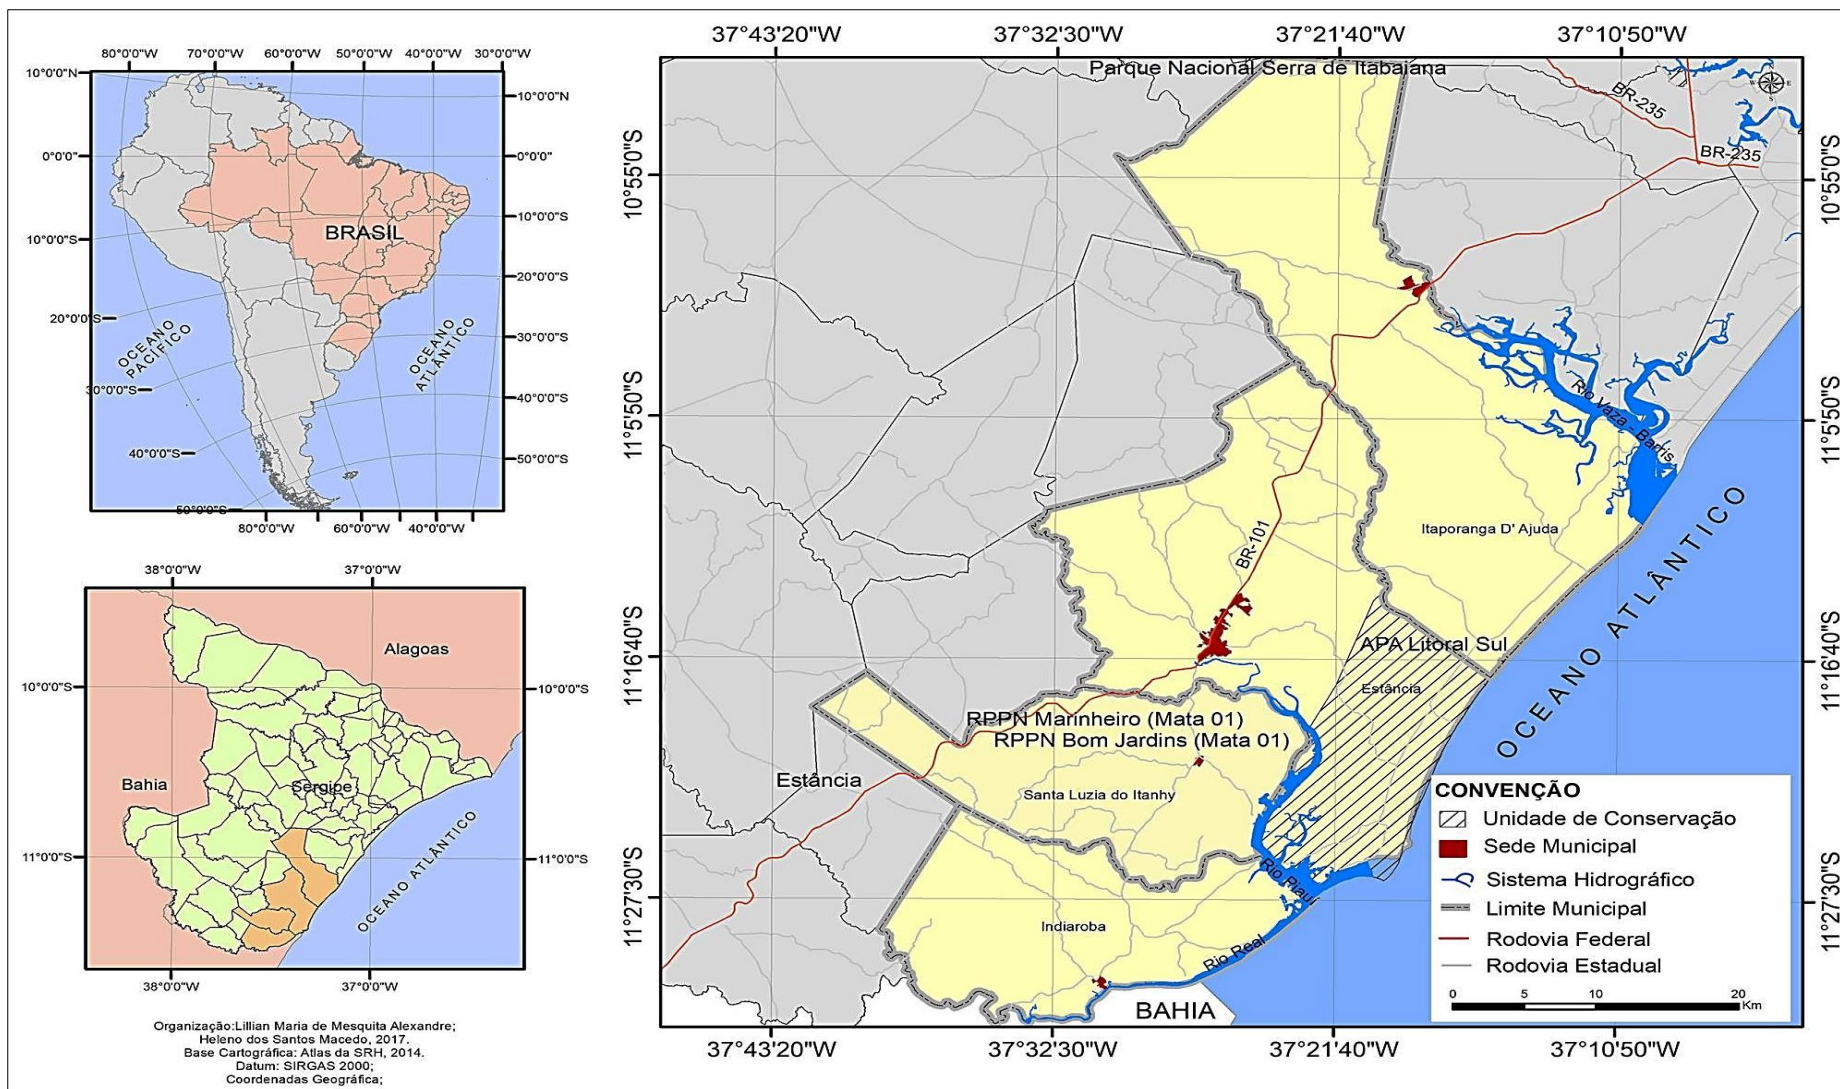 80°0'0"W 70°0'0"W 60°0'0"W 50°0'0"W 40°0'0"W 30°0'0"W
10°0'0"N
10°0'0"N
0°0'0"
0°0'0"
10°0'0"S
10°0'0"S
20°0'0"S
20°0'0"S
30°0'0"S
30°0'0"S
40°0'0"S
40°0'0"S
50°0'0"S
50°0'0"S
80°0'0"W 60°0'0"W 40°0'0"W
BRASIL
OCEANO
PACÍFICO
OCEANO
ATLÂNTICO
38°0'0"W 37°0'0"W
Alagoas
10°0'0"S
10°0'0"S
Bahia
Sergipe
11°0'0"S
11°0'0"S
OCEANO ATLÂNTICO
38°0'0"W 37°0'0"W
Organização:Lillian Maria de Mesquita Alexandre;
Heleno dos Santos Macedo, 2017.
Base Cartográfica: Atlas da SRH, 2014.
Datum: SIRGAS 2000;
Coordenadas Geográfica;
37°43'20"W 37°32'30"W 37°21'40"W 37°10'50"W
Parque Nacional Serra de Itabaiana
BR-235
BR-235
N
W E
S
10°55'0"S
10°55'0"S
11°5'50"S
11°5'50"S
Rio Vaza - Barris
Itaporanga D' Ajuda
BR-101
OCEANO ATLÂNTICO
11°16'40"S
11°16'40"S
APA Litoral Sul
Estância
RPPN Marinheiro (Mata 01)
RPPN Bom Jardins (Mata 01)
Estância
Santa Luzia do Itanhy
11°27'30"S
11°27'30"S
Rio Piauí
Indiaroba
Rio Real
BAHIA
CONVENÇÃO
Unidade de Conservação
Sede Municipal
Sistema Hidrográfico
Limite Municipal
Rodovia Federal
Rodovia Estadual
0 5 10 20
Km
37°43'20"W 37°32'30"W 37°21'40"W 37°10'50"W